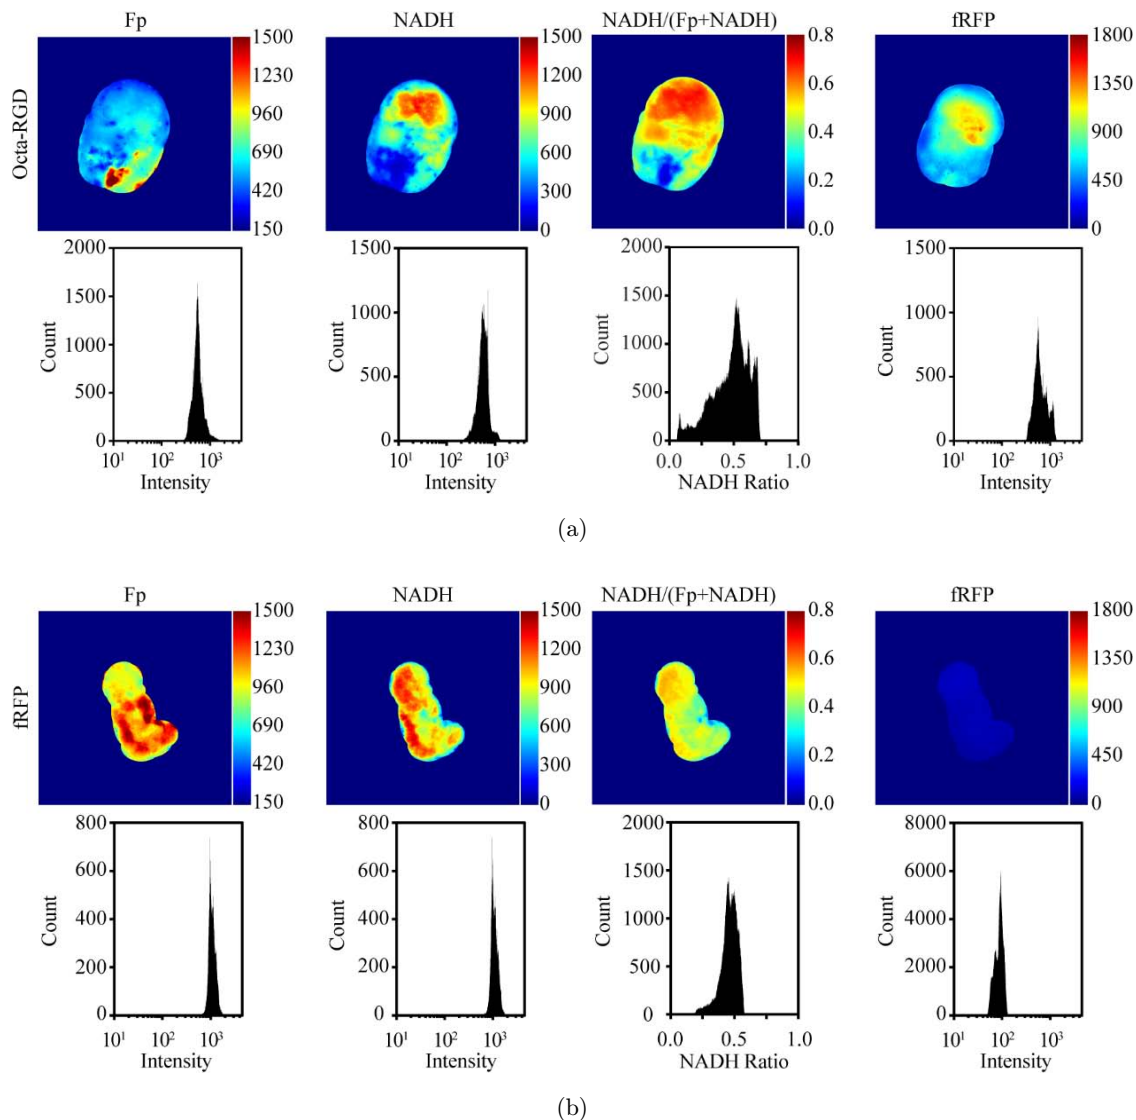 Fp NADH NADH/(Fp+NADH) fRFP
Octa-RGD
1500 1500 0.8 1800
1230 1200 1350
960 900 0.6 900
690 600 0.4 450
420 300 0.2 0
150 0 0.0
2000 1500 2000 1500
1500 1000 1500 1000
1000 500 1000 500
500 0 500 0
0 0
Count Count Count Count
10¹ 10² 10³ 10¹ 10² 10³ 0.0 0.5 1.0 10¹ 10² 10³
Intensity Intensity NADH Ratio Intensity
(a)
Fp NADH NADH/(Fp+NADH) fRFP
fRFP
1500 1500 0.8 1800
1230 1200 1350
960 900 0.6 900
690 600 0.4 450
420 300 0.2 0
150 0 0.0
800 800 2000 8000
600 600 1500 6000
400 400 1000 4000
200 200 500 2000
0 0 0 0
Count Count Count Count
10¹ 10² 10³ 10¹ 10² 10³ 0.0 0.5 1.0 10¹ 10² 10³
Intensity Intensity NADH Ratio Intensity
(b)